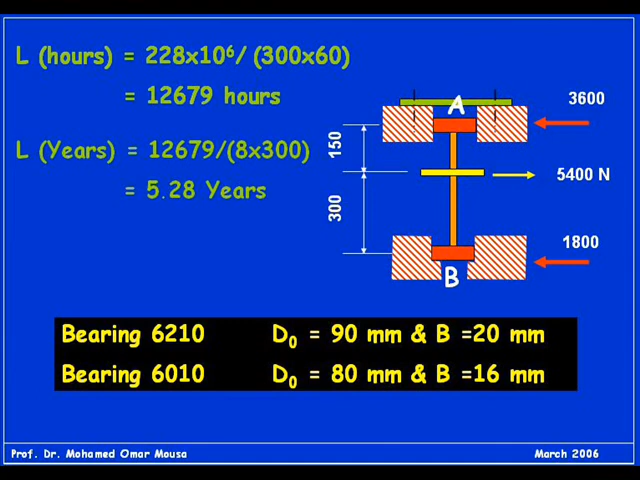 L (hours) = 228x10⁶/ (300x60)
= 12679 hours
L (Years) = 12679/(8x300)
= 5.28 Years
A
3600
150
5400 N
300
1800
B
Bearing 6210 D₀ = 90 mm & B =20 mm
Bearing 6010 D₀ = 80 mm & B =16 mm
Prof. Dr. Mohamed Omar Mousa March 2006